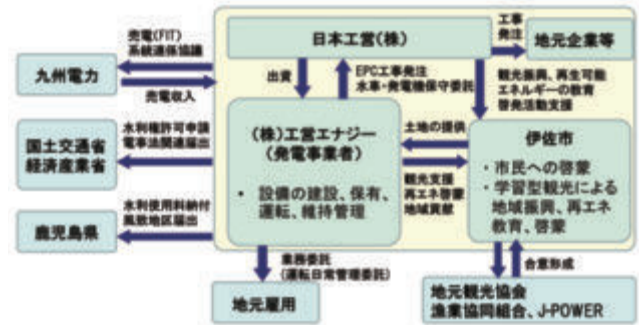 工事
発注
売電(FIT)
系統連係協議
日本工営(株)
地元企業等
九州電力
出資
EPC工事発注
水車・発電機保守委託
観光振興、再生可能
エネルギーの教育
啓発活動支援
売電収入
国土交通省
経済産業省
水利権許可申請
電事法関連届出
(株)工営エナジー
(発電事業者)
・ 設備の建設、保有、
運転、維持管理
土地の提供
伊佐市
・市民への啓蒙
・学習型観光による
地域振興、再エネ
教育、啓蒙
観光支援
再エネ啓蒙
地域貢献
鹿児島県
水利使用料納付
風致地区届出
業務委託
(運転日常管理委託)
合意形成
地元雇用
地元観光協会
漁業協同組合、J-POWER